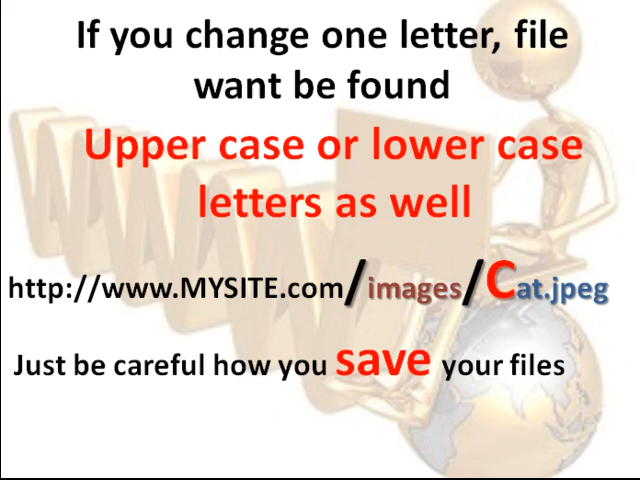 If you change one letter, file
want be found
Upper case or lower case
letters as well
http://www.MYSITE.com/images/Cat.jpeg
Just be careful how you save your files